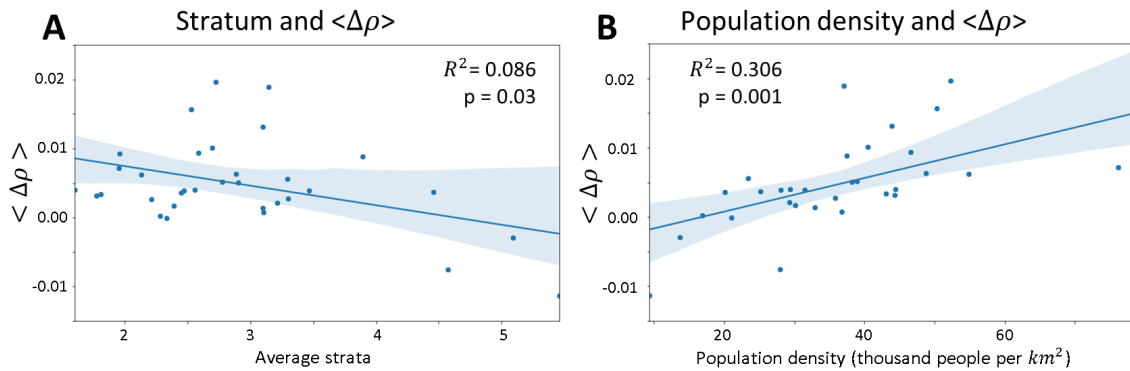 A
Stratum and <Δρ>
R² = 0.086
p = 0.03
< Δρ >
0.02
0.01
0.00
-0.01
2
3
4
5
Average strata
B
Population density and <Δρ>
R² = 0.306
p = 0.001
< Δρ >
0.02
0.01
0.00
-0.01
20
40
60
Population density (thousand people per km²)